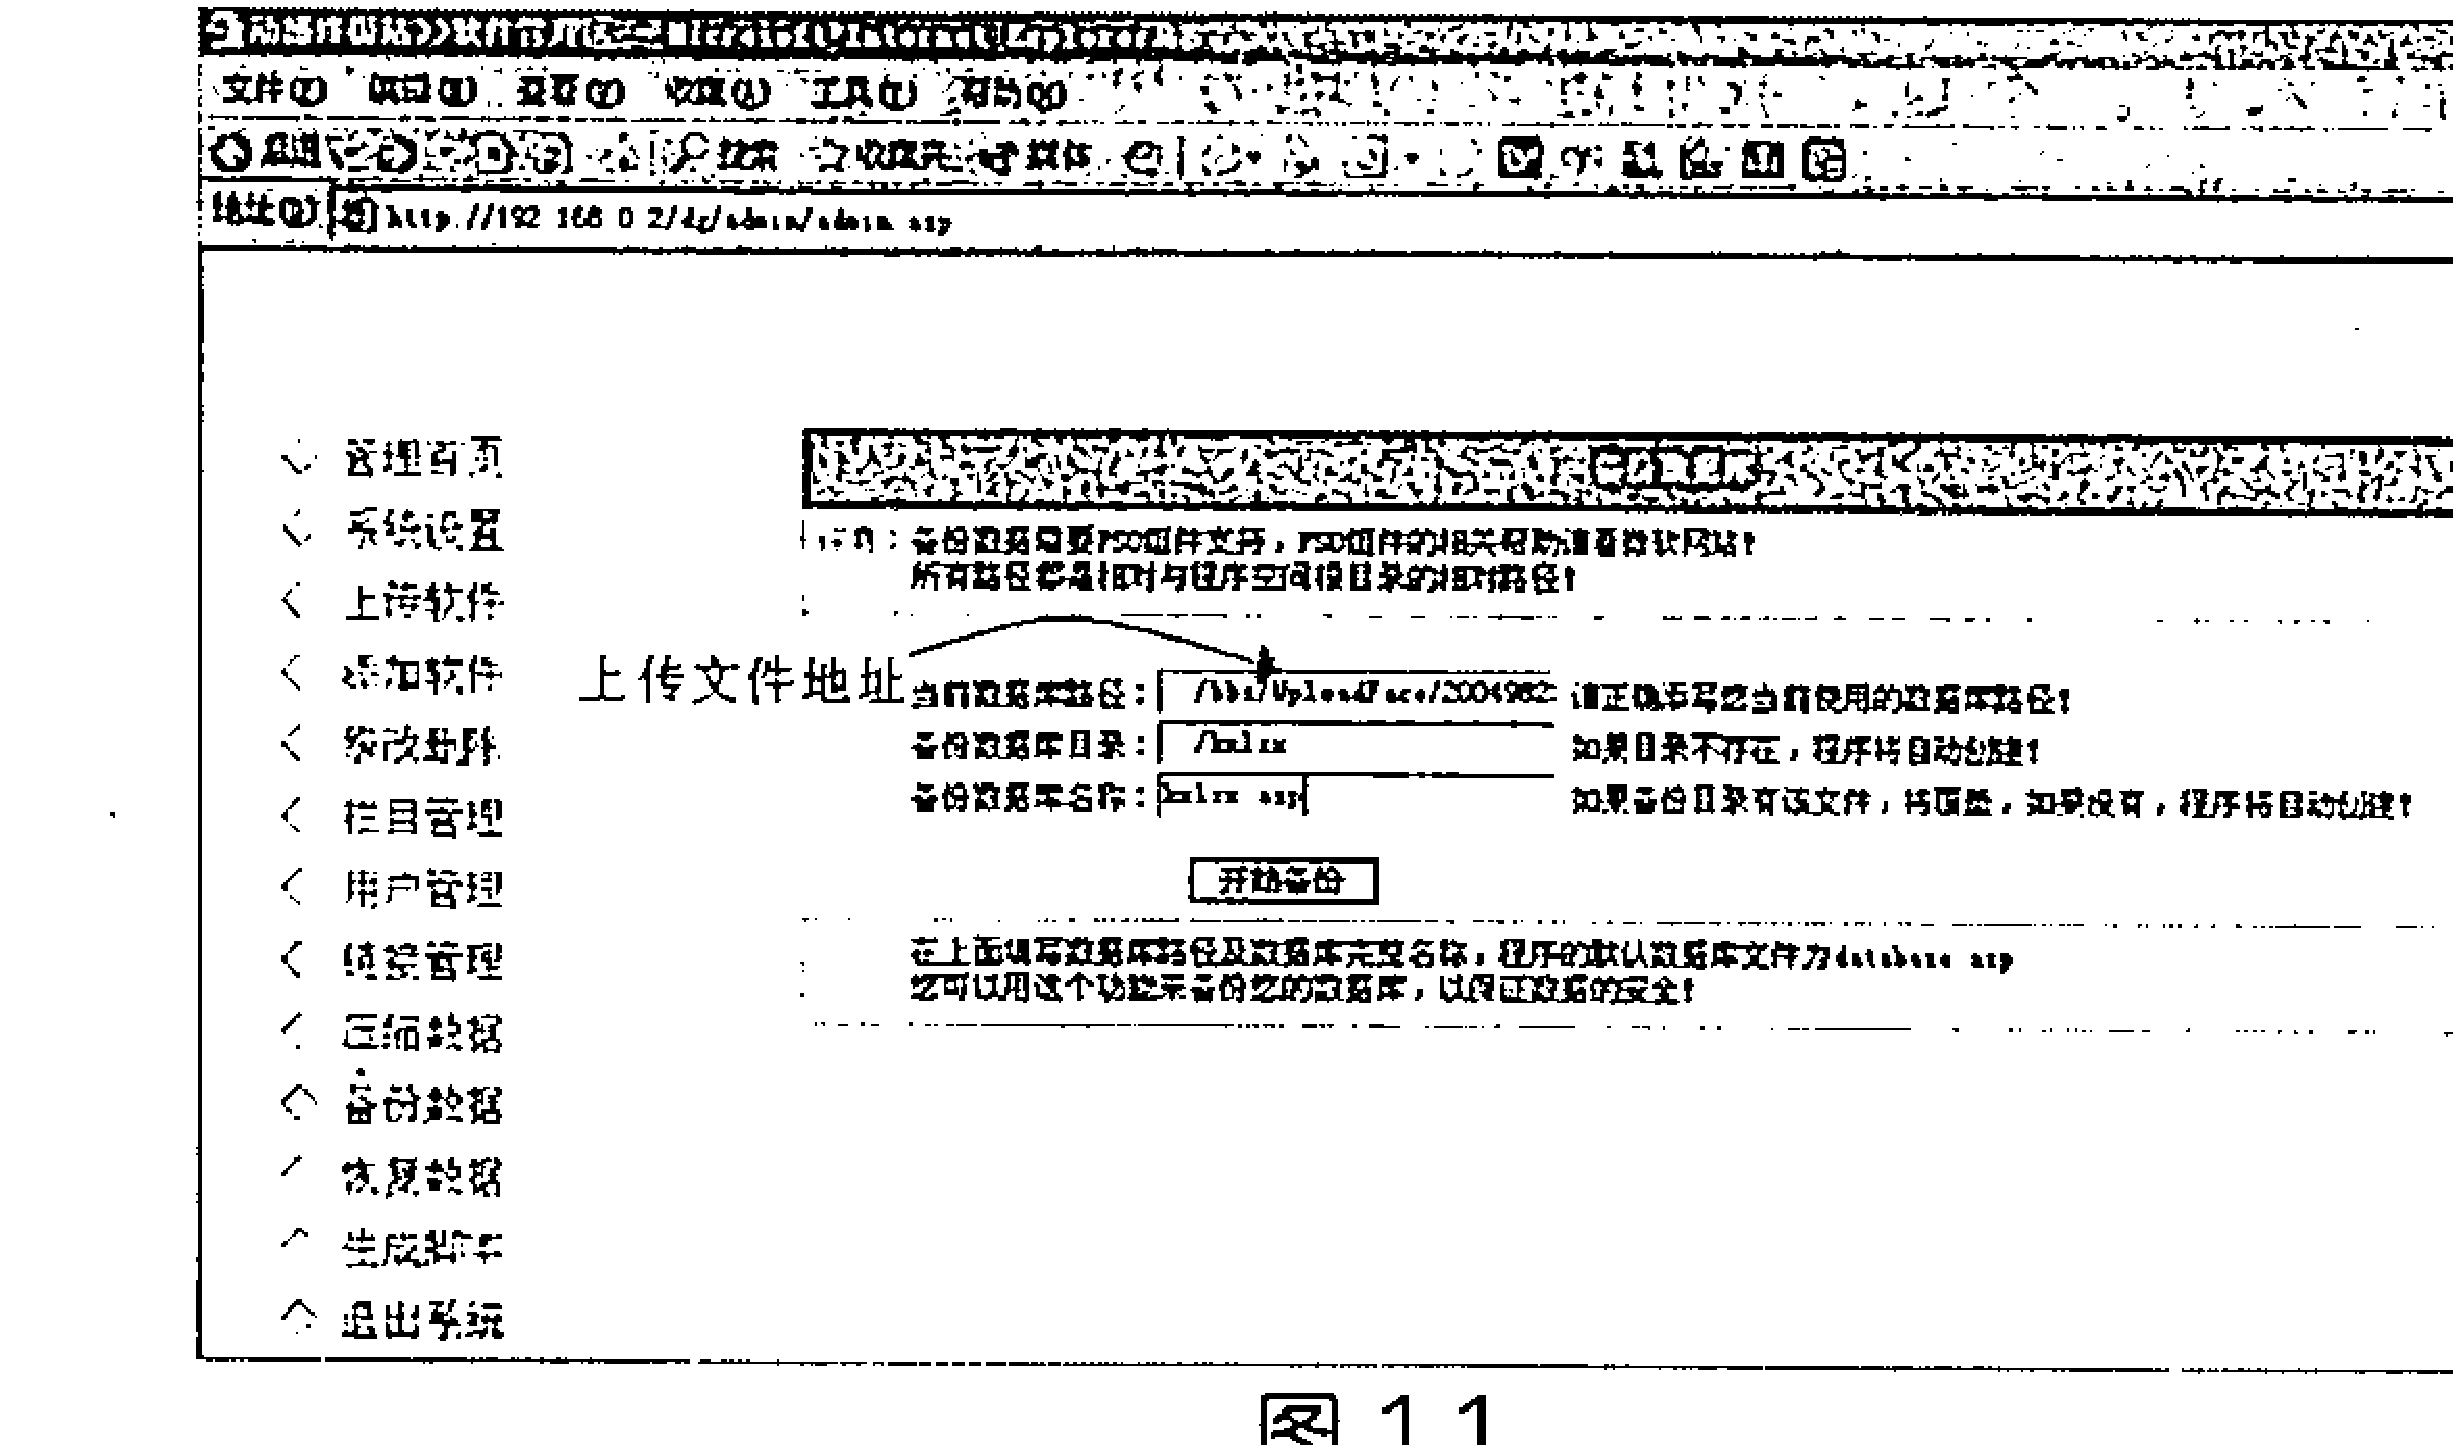 文件 编辑 查看 收藏 工具 帮助
搜索 收藏夹 媒体
地址(D) http://192.168.0.2/dz/admin/admin.asp
管理首页
系统设置
说明：备份数据需要FSO组件支持，FSO组件的相关帮助请看微软网站！
所有路径都是相对与程序空间根目录的相对路径！
上传软件
添加软件
上传文件地址
当前数据库路径： /bbs/UploadFace/2004982 请正确填写您当前使用的数据库路径！
修改删除
备份数据库目录： 如果目录不存在，程序将自动创建！
备份数据库名称： 如果备份目录有该文件，将覆盖，如果没有，程序将自动创建！
栏目管理
用户管理
开始备份
链接管理
在上面填写数据库路径及数据库完整名称，程序的默认数据库文件为database.asp
您可以用这个功能来备份您的数据库，以保证数据的安全！
压缩数据
备份数据
恢复数据
退出系统
图 11